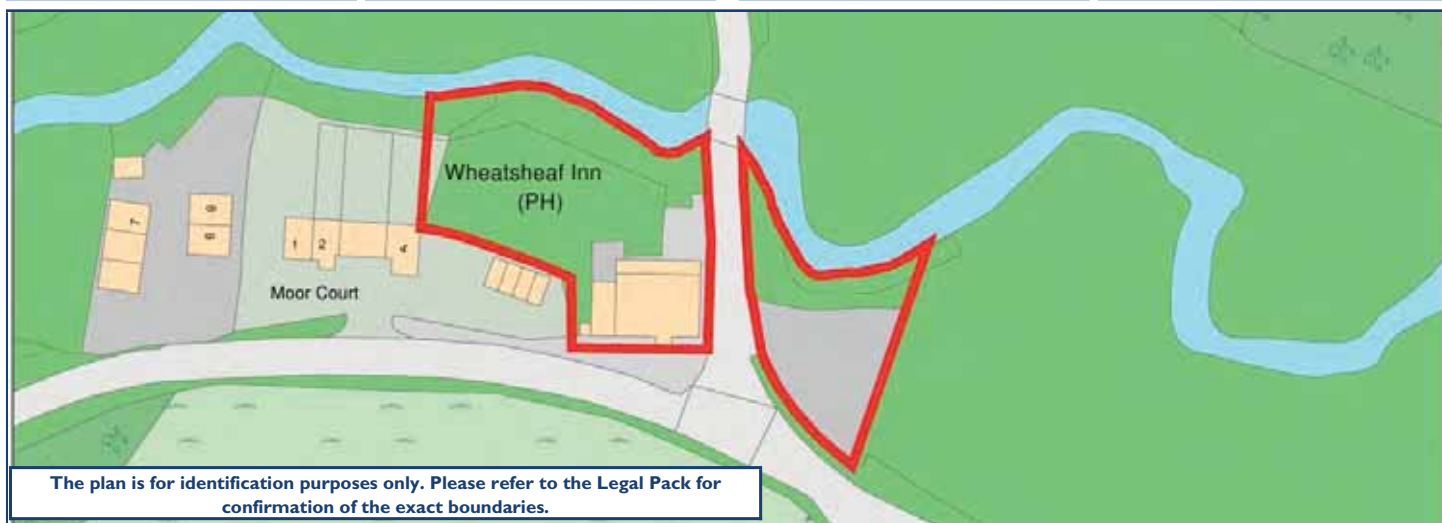 Wheatsheaf Inn
(PH)
7
9
6
1
2
4
Moor Court
The plan is for identification purposes only. Please refer to the Legal Pack for
confirmation of the exact boundaries.